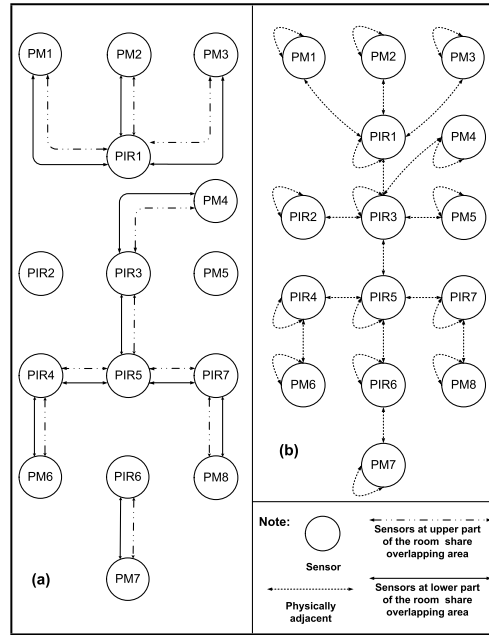 PM1 PM2 PM3
PIR1
PM4
PIR2 PIR3 PM5
PIR4 PIR5 PIR7
PM6 PIR6 PM8
(a) PM7
PM1 PM2 PM3
PIR1 PM4
PIR2 PIR3 PM5
PIR4 PIR5 PIR7
PM6 PIR6 PM8
(b)
PM7
Note:
Sensor
Sensors at upper part
of the room share
overlapping area
Physically
adjacent
Sensors at lower part
of the room share
overlapping area